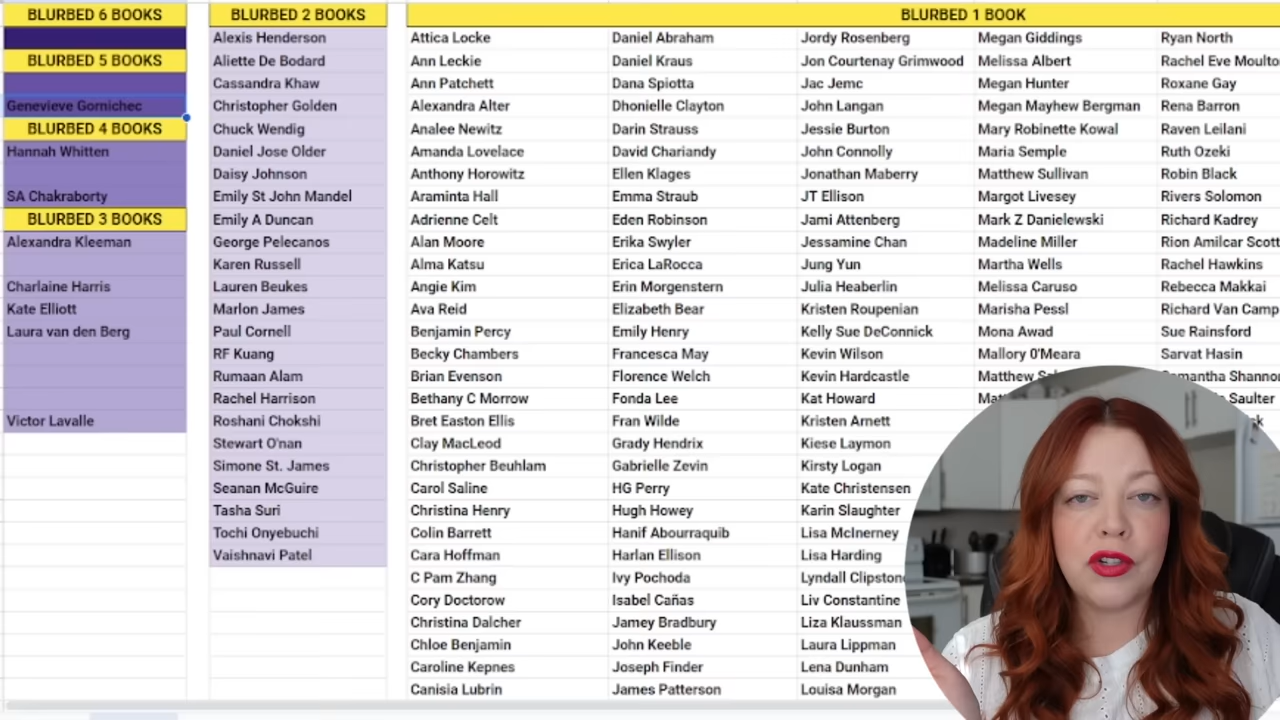 BLURBED 6 BOOKS
BLURBED 5 BOOKS
Genevieve Gornichec
BLURBED 4 BOOKS
Hannah Whitten
SA Chakraborty
BLURBED 3 BOOKS
Alexandra Kleeman
Charlaine Harris
Kate Elliott
Laura van den Berg
Victor Lavalle
BLURBED 2 BOOKS
Alexis Henderson
Aliette De Bodard
Cassandra Khaw
Christopher Golden
Chuck Wendig
Daniel Jose Older
Daisy Johnson
Emily St John Mandel
Emily A Duncan
George Pelecanos
Karen Russell
Lauren Beukes
Marlon James
Paul Cornell
RF Kuang
Rumaan Alam
Rachel Harrison
Roshani Chokshi
Stewart O'nan
Simone St. James
Seanan McGuire
Tasha Suri
Tochi Onyebuchi
Vaishnavi Patel
BLURBED 1 BOOK
Attica Locke
Ann Leckie
Ann Patchett
Alexandra Alter
Analee Newitz
Amanda Lovelace
Anthony Horowitz
Araminta Hall
Adrienne Celt
Alan Moore
Alma Katsu
Angie Kim
Ava Reid
Benjamin Percy
Becky Chambers
Brian Evenson
Bethany C Morrow
Bret Easton Ellis
Clay MacLeod
Christopher Beuhlam
Carol Saline
Christina Henry
Colin Barrett
Cara Hoffman
C Pam Zhang
Cory Doctorow
Christina Dalcher
Chloe Benjamin
Caroline Kepnes
Canisia Lubrin
Daniel Abraham
Daniel Kraus
Dana Spiotta
Dhonielle Clayton
Darin Strauss
David Chariandy
Ellen Klages
Emma Straub
Eden Robinson
Erika Swyler
Erica LaRocca
Erin Morgenstern
Elizabeth Bear
Emily Henry
Francesca May
Florence Welch
Fonda Lee
Fran Wilde
Grady Hendrix
Gabrielle Zevin
HG Perry
Hugh Howey
Hanif Abourraquib
Harlan Ellison
Ivy Pochoda
Isabel Cañas
Jamey Bradbury
John Keeble
Joseph Finder
James Patterson
Jordy Rosenberg
Jon Courtenay Grimwood
Jac Jemc
John Langan
Jessie Burton
John Connolly
Jonathan Maberry
JT Ellison
Jami Attenberg
Jessamine Chan
Jung Yun
Julia Heaberlin
Kristen Roupenian
Kelly Sue DeConnick
Kevin Wilson
Kevin Hardcastle
Kat Howard
Kristen Arnett
Kiese Laymon
Kirsty Logan
Kate Christensen
Karin Slaughter
Lisa McInerney
Lisa Harding
Lyndall Clipstone
Liv Constantine
Liza Klaussman
Laura Lippman
Lena Dunham
Louisa Morgan
Megan Giddings
Melissa Albert
Megan Hunter
Megan Mayhew Bergman
Mary Robinette Kowal
Maria Semple
Matthew Sullivan
Margot Livesey
Mark Z Danielewski
Madeline Miller
Martha Wells
Melissa Caruso
Marisha Pessl
Mona Awad
Mallory 0'Meara
Matthew
Ryan North
Rachel Eve Moulto
Roxane Gay
Rena Barron
Raven Leilani
Ruth Ozeki
Robin Black
Rivers Solomon
Richard Kadrey
Rion Amilcar Scott
Rachel Hawkins
Rebecca Makkai
Richard Van Camp
Sue Rainsford
Sarvat Hasin
Samantha Shannon
Saulter